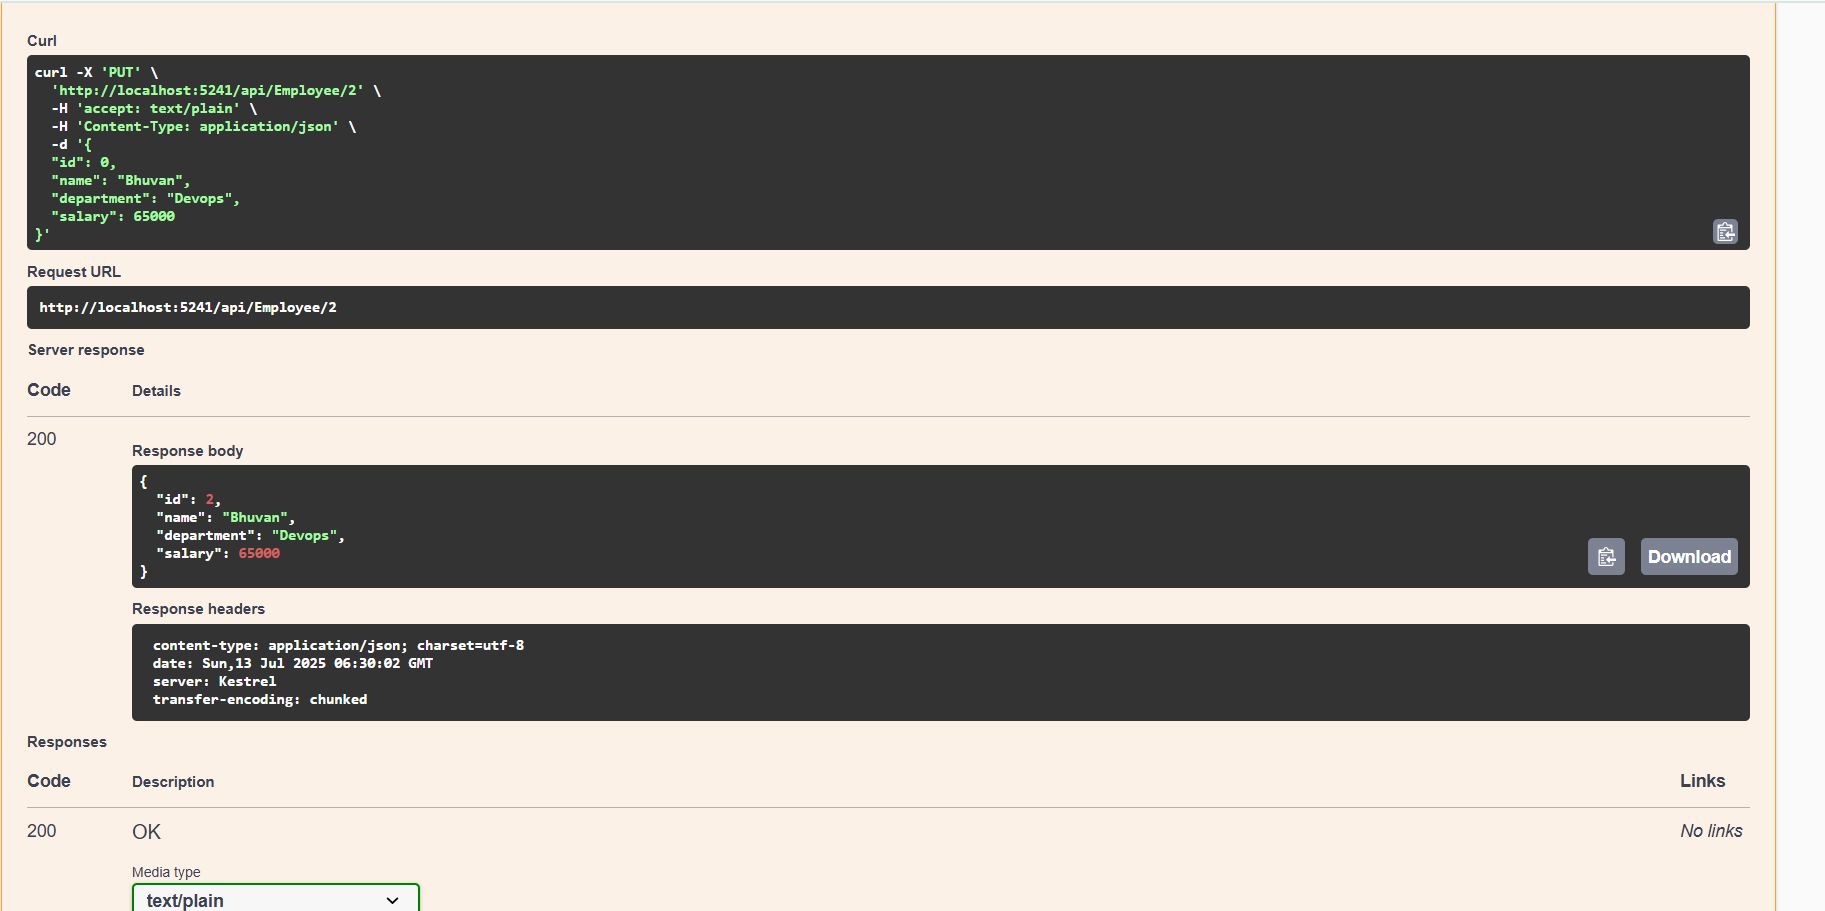 Curl
curl -X 'PUT' \
'http://localhost:5241/api/Employee/2' \
-H 'accept: text/plain' \
-H 'Content-Type: application/json' \
-d '{
"id": 0,
"name": "Bhuvan",
"department": "Devops",
"salary": 65000
}'
Request URL
http://localhost:5241/api/Employee/2
Server response
Code Details
200
Response body
{
"id": 2,
"name": "Bhuvan",
"department": "Devops",
"salary": 65000
}
Download
Response headers
content-type: application/json; charset=utf-8
date: Sun,13 Jul 2025 06:30:02 GMT
server: Kestrel
transfer-encoding: chunked
Responses
Code Description Links
200 OK No links
Media type
text/plain